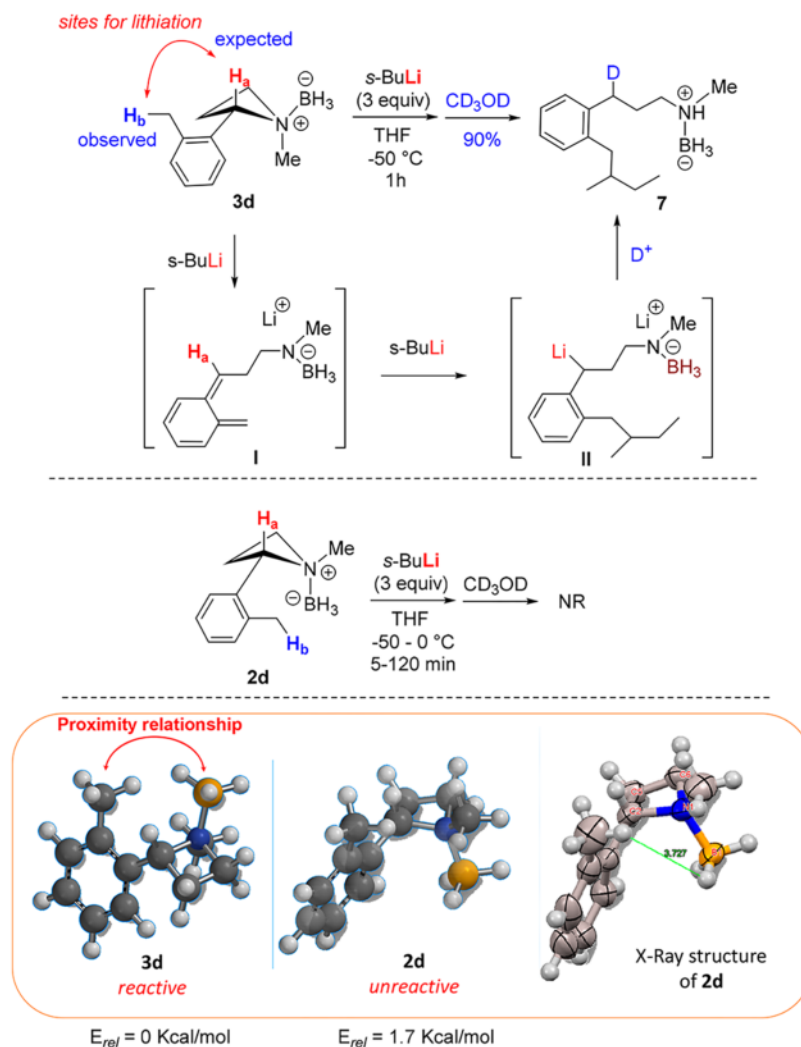 sites for lithiation
expected
Ha
Hb
observed
⊖
BH3
N
⊕
Me
3d
s-BuLi
(3 equiv)
THF
-50 °C
1h
CD3OD
90%
D
⊕
Me
NH
BH3
⊖
7
s-BuLi
D+
Li⊕
Ha
Me
N
⊖
BH3
I
s-BuLi
Li
Li⊕
Me
N
⊖
BH3
II
Ha
Me
N
⊕
⊖BH3
Hb
2d
s-BuLi
(3 equiv)
THF
-50 - 0 °C
5-120 min
CD3OD
NR
Proximity relationship
3.727
3d
reactive
2d
unreactive
X-Ray structure
of 2d
Erel = 0 Kcal/mol
Erel = 1.7 Kcal/mol